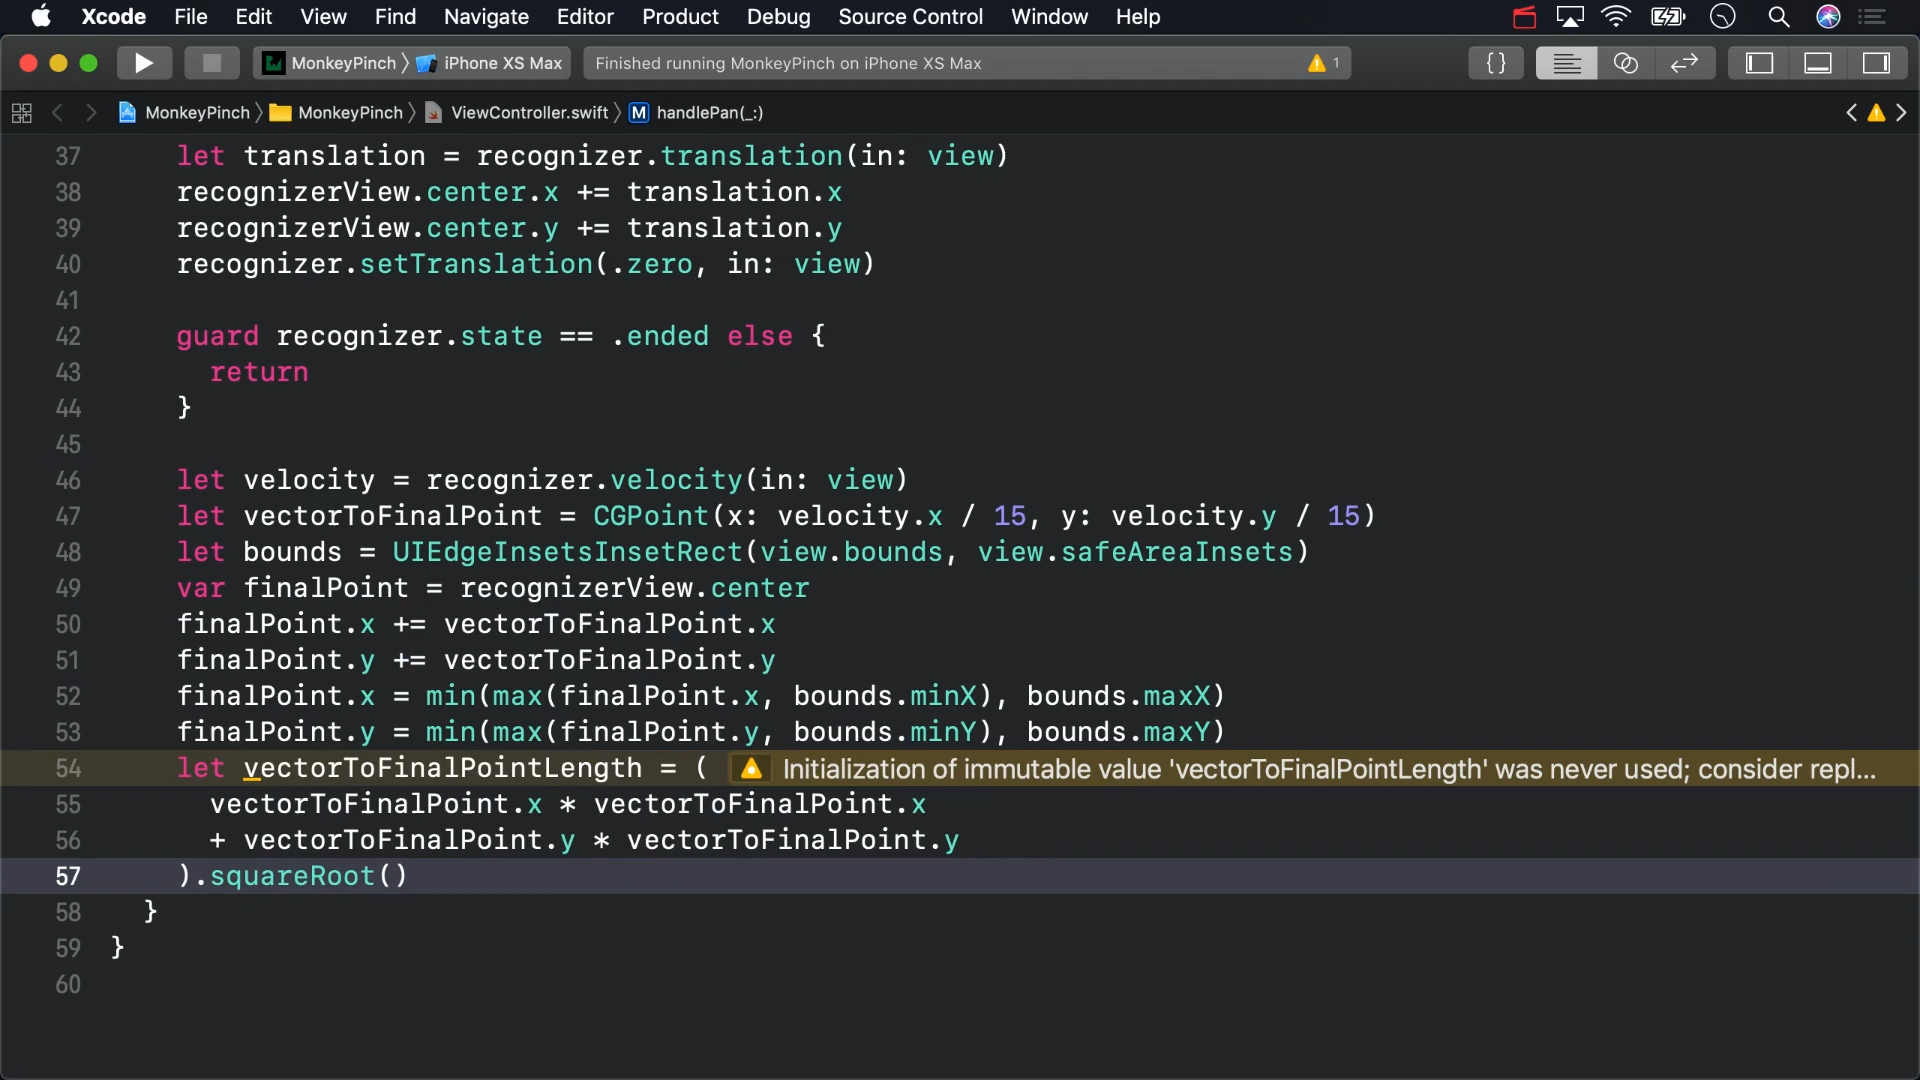 Xcode File Edit View Find Navigate Editor Product Debug Source Control Window Help
MonkeyPinch 〉 iPhone XS Max Finished running MonkeyPinch on iPhone XS Max 1 {}
MonkeyPinch 〉 MonkeyPinch 〉 ViewController.swift 〉 M handlePan(_:)
37 let translation = recognizer.translation(in: view)
38 recognizerView.center.x += translation.x
39 recognizerView.center.y += translation.y
40 recognizer.setTranslation(.zero, in: view)
41
42 guard recognizer.state == .ended else {
43 return
44 }
45
46 let velocity = recognizer.velocity(in: view)
47 let vectorToFinalPoint = CGPoint(x: velocity.x / 15, y: velocity.y / 15)
48 let bounds = UIEdgeInsetsInsetRect(view.bounds, view.safeAreaInsets)
49 var finalPoint = recognizerView.center
50 finalPoint.x += vectorToFinalPoint.x
51 finalPoint.y += vectorToFinalPoint.y
52 finalPoint.x = min(max(finalPoint.x, bounds.minX), bounds.maxX)
53 finalPoint.y = min(max(finalPoint.y, bounds.minY), bounds.maxY)
54 let vectorToFinalPointLength = ( Initialization of immutable value 'vectorToFinalPointLength' was never used; consider repl...
55 vectorToFinalPoint.x * vectorToFinalPoint.x
56 + vectorToFinalPoint.y * vectorToFinalPoint.y
57 ).squareRoot()
58 }
59 }
60